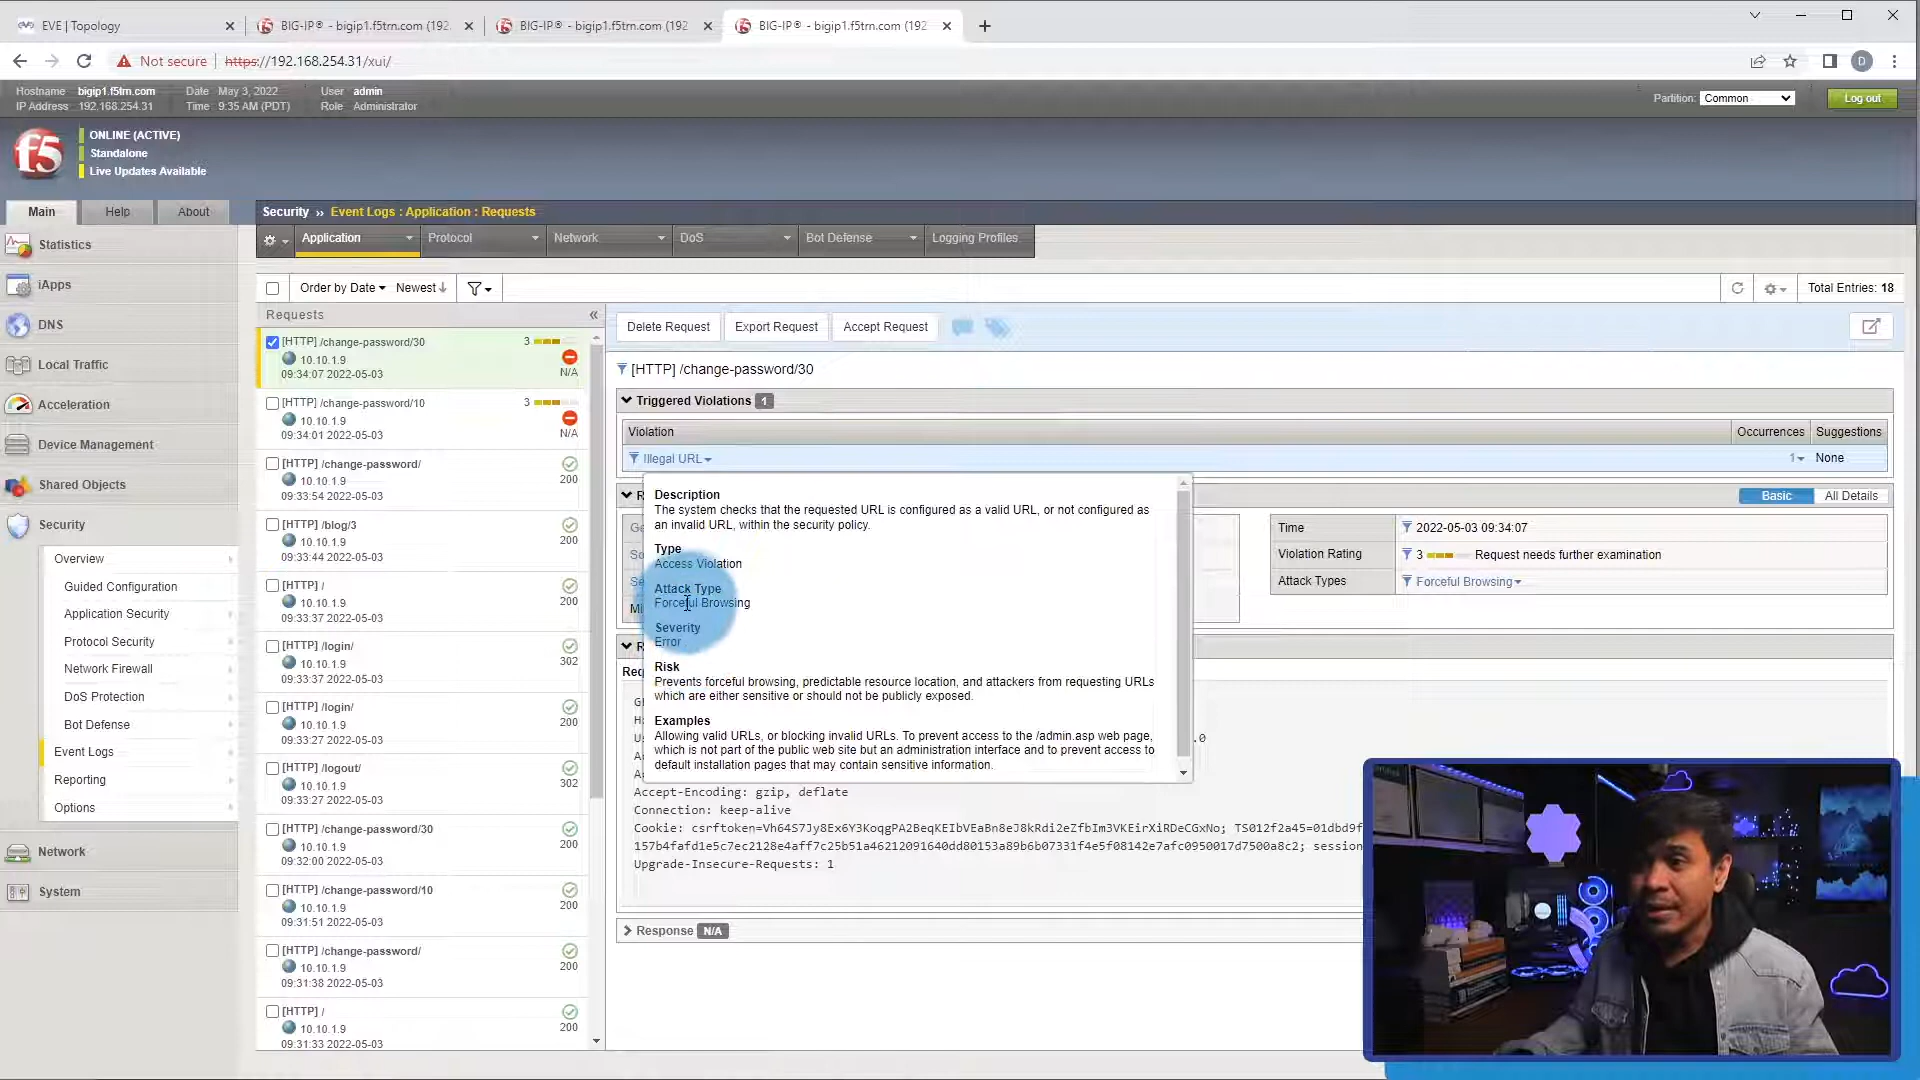 EVE | Topology
BIG-IP® - bigip1.f5trn.com (192
BIG-IP® - bigip1.f5trn.com (192
BIG-IP® - bigip1.f5trn.com (192
Not secure
https://192.168.254.31/xui/
D
Hostname bigip1.f5trn.com Date May 3, 2022 User admin
IP Address 192.168.254.31 Time 9:35 AM (PDT) Role Administrator
Partition: Common
Log out
f5
ONLINE (ACTIVE)
Standalone
Live Updates Available
Main Help About
Security ›› Event Logs : Application : Requests
Application Protocol Network DoS Bot Defense Logging Profiles
Statistics
iApps
DNS
Local Traffic
Acceleration
Device Management
Shared Objects
Security
Overview
Guided Configuration
Application Security
Protocol Security
Network Firewall
DoS Protection
Bot Defense
Event Logs
Reporting
Options
Network
System
Order by Date Newest
Total Entries: 18
Requests
[HTTP] /change-password/30 3
10.10.1.9
09:34:07 2022-05-03 N/A
[HTTP] /change-password/10 3
10.10.1.9
09:34:01 2022-05-03 N/A
[HTTP] /change-password/
10.10.1.9 200
09:33:54 2022-05-03
[HTTP] /blog/3
10.10.1.9 200
09:33:44 2022-05-03
[HTTP] /
10.10.1.9 200
09:33:37 2022-05-03
[HTTP] /login/
10.10.1.9 302
09:33:37 2022-05-03
[HTTP] /login/
10.10.1.9 200
09:33:27 2022-05-03
[HTTP] /logout/
10.10.1.9 302
09:33:27 2022-05-03
[HTTP] /change-password/30
10.10.1.9 200
09:32:00 2022-05-03
[HTTP] /change-password/10
10.10.1.9 200
09:31:51 2022-05-03
[HTTP] /change-password/
10.10.1.9 200
09:31:38 2022-05-03
[HTTP] /
10.10.1.9 200
09:31:33 2022-05-03
Delete Request Export Request Accept Request
[HTTP] /change-password/30
Triggered Violations 1
Violation Occurrences Suggestions
Illegal URL 1 None
Basic All Details
Description
The system checks that the requested URL is configured as a valid URL, or not configured as
an invalid URL, within the security policy.
Type
Access Violation
Attack Type
Forceful Browsing
Severity
Error
Risk
Prevents forceful browsing, predictable resource location, and attackers from requesting URLs
which are either sensitive or should not be publicly exposed.
Examples
Allowing valid URLs, or blocking invalid URLs. To prevent access to the /admin.asp web page,
which is not part of the public web site but an administration interface and to prevent access to
default installation pages that may contain sensitive information.
Time 2022-05-03 09:34:07
Violation Rating 3 Request needs further examination
Attack Types Forceful Browsing
Accept-Encoding: gzip, deflate
Connection: keep-alive
Upgrade-Insecure-Requests: 1
Response N/A